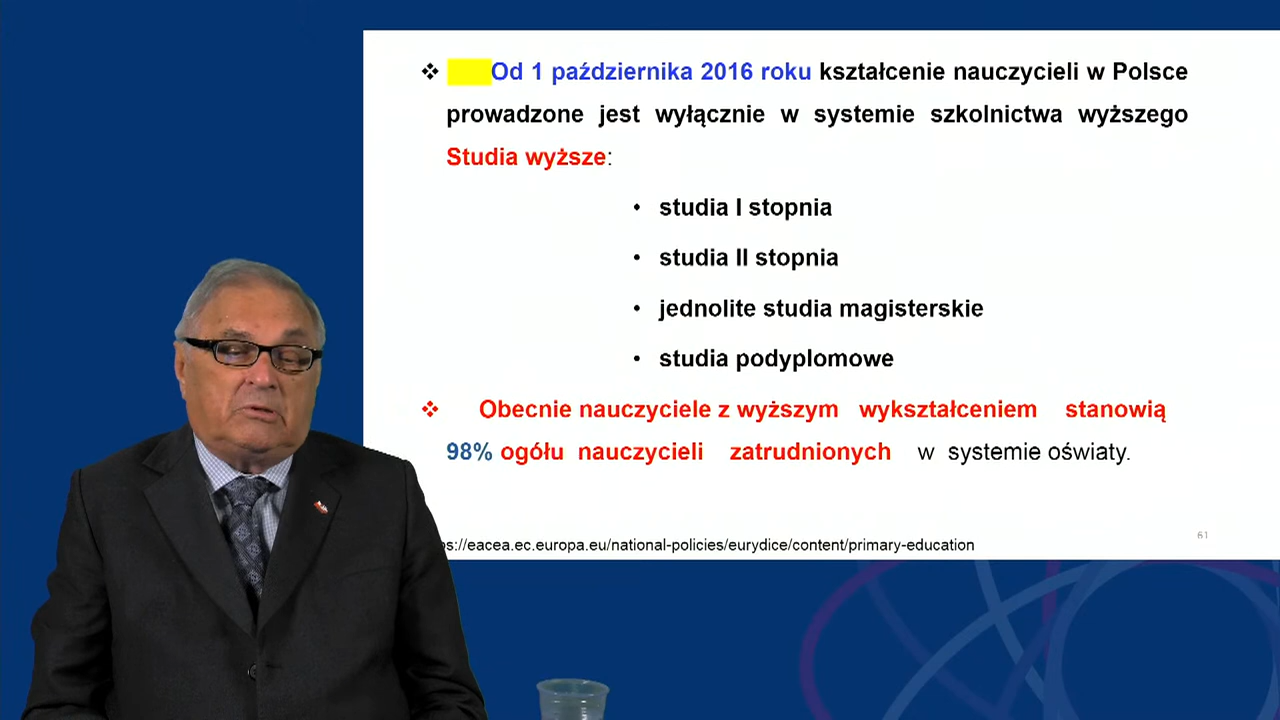 Od 1 października 2016 roku kształcenie nauczycieli w Polsce
prowadzone jest wyłącznie w systemie szkolnictwa wyższego
Studia wyższe:
• studia I stopnia
• studia II stopnia
• jednolite studia magisterskie
• studia podyplomowe
Obecnie nauczyciele z wyższym wykształceniem stanowią
98% ogółu nauczycieli zatrudnionych w systemie oświaty.
ps://eacea.ec.europa.eu/national-policies/eurydice/content/primary-education
61